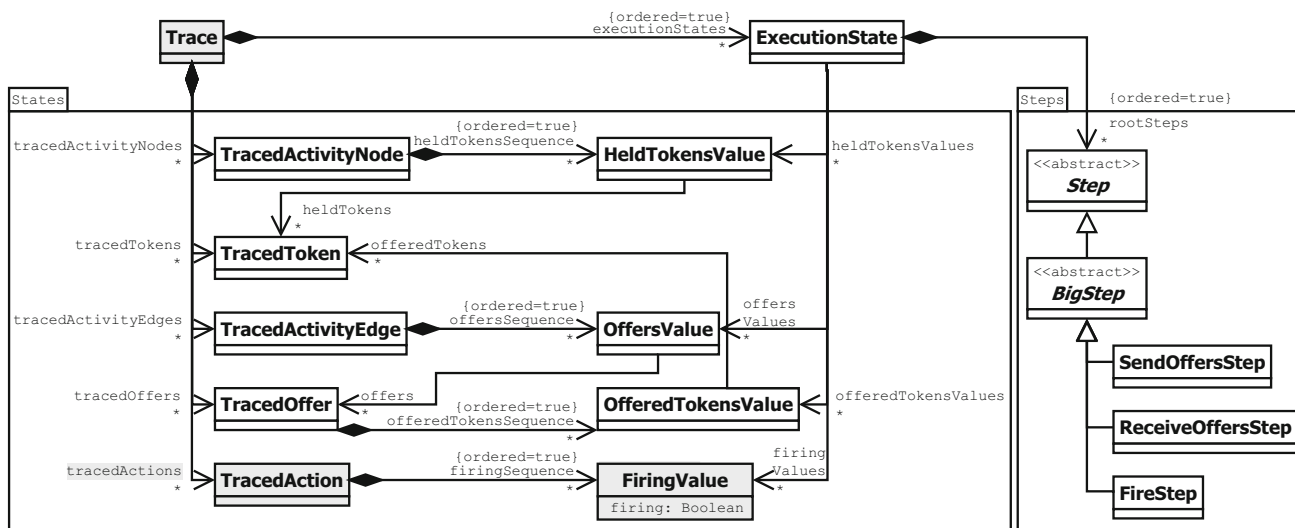 {ordered=true}
Trace
executionStates
*
ExecutionState
States
Steps
{ordered=true}
rootSteps
*
tracedActivityNodes
*
TracedActivityNode
{ordered=true}
heldTokensSequence
*
HeldTokensValue
heldTokensValues
*
<<abstract>>
Step
heldTokens
*
tracedTokens
*
TracedToken
offeredTokens
*
<<abstract>>
BigStep
tracedActivityEdges
*
TracedActivityEdge
{ordered=true}
offersSequence
*
OffersValue
offers
Values
*
SendOffersStep
tracedOffers
*
TracedOffer
offers
*
{ordered=true}
offeredTokensSequence
*
OfferedTokensValue
offeredTokensValues
*
ReceiveOffersStep
tracedActions
*
TracedAction
{ordered=true}
firingSequence
*
FiringValue
firing: Boolean
firing
Values
*
FireStep